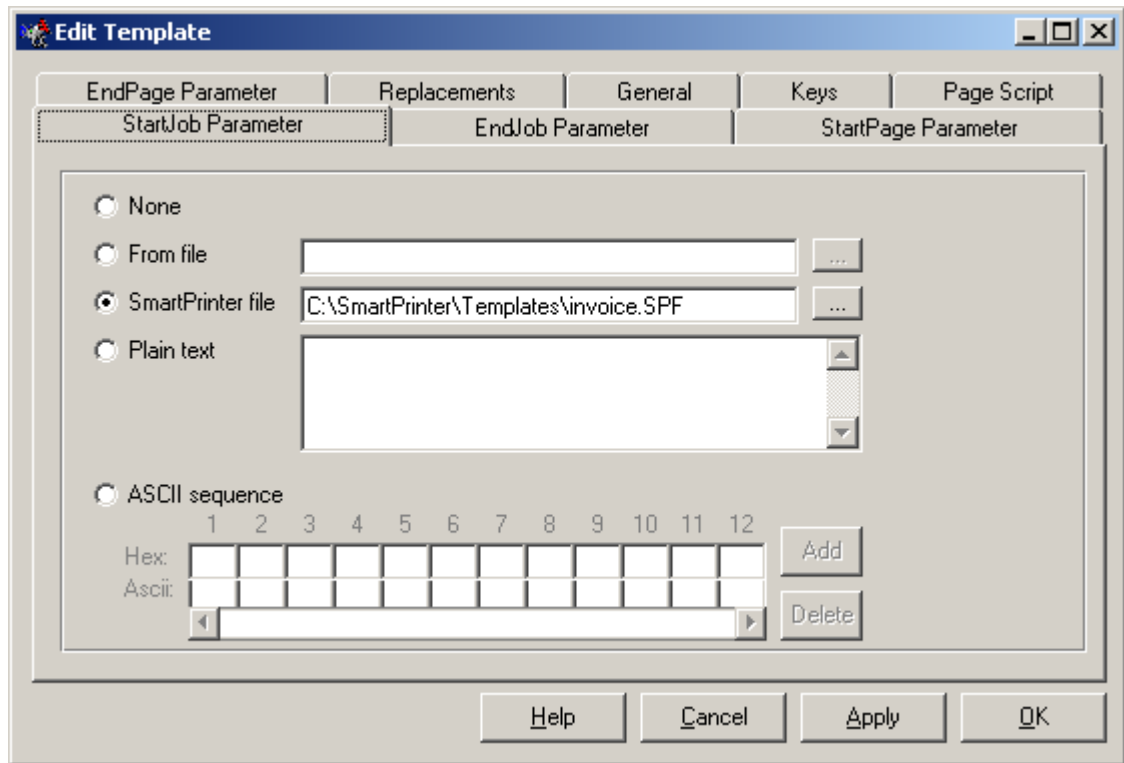 Edit Template
EndPage Parameter Replacements General Keys Page Script
StartJob Parameter EndJob Parameter StartPage Parameter
None
From file ...
SmartPrinter file C:\SmartPrinter\Templates\invoice.SPF ...
Plain text
ASCII sequence
1 2 3 4 5 6 7 8 9 10 11 12
Hex: Add
Ascii:
Delete
Help Cancel Apply OK